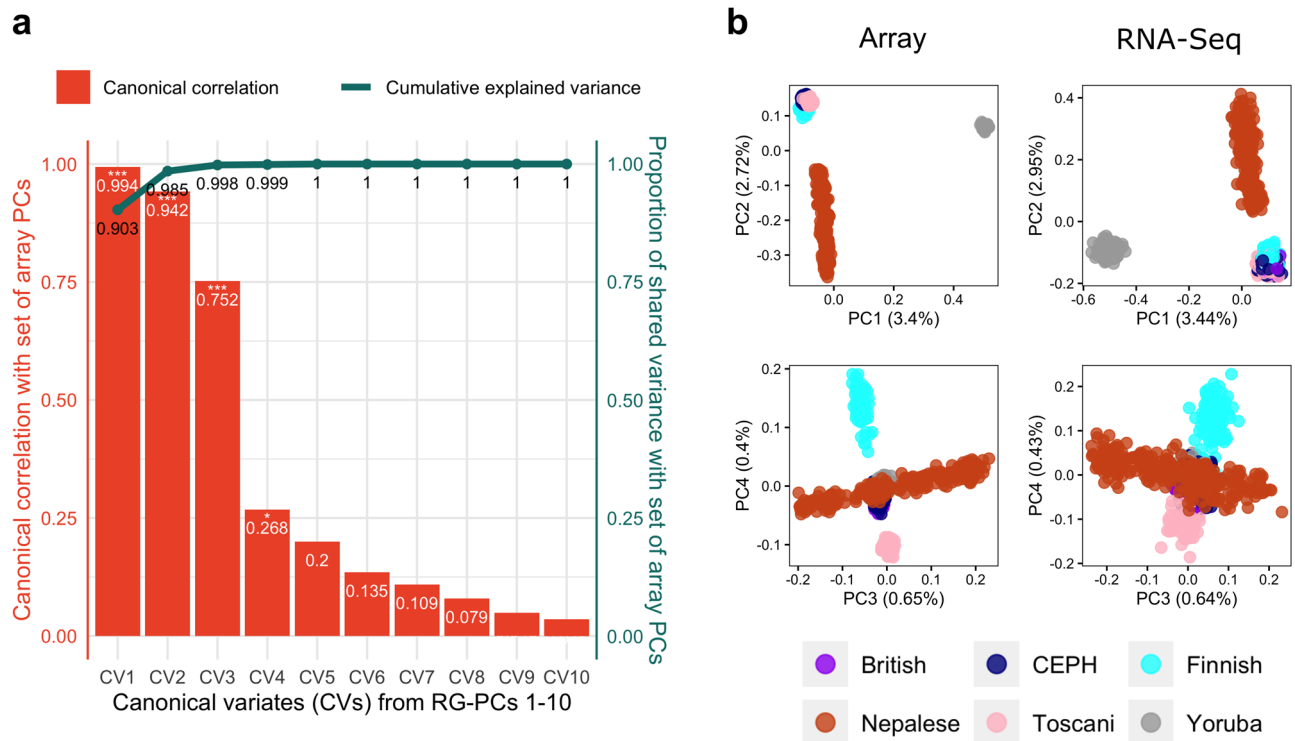 a
Canonical correlation
Cumulative explained variance
Canonical correlation with set of array PCs
1.00
0.75
0.50
0.25
0.00
***
0.994
0.903
0.985
***
0.942
0.998
***
0.752
0.999
*
0.268
1
0.2
1
0.135
1
0.109
1
0.079
1
1
1.00
0.75
0.50
0.25
0.00
Proportion of shared variance with set of array PCs
CV1 CV2 CV3 CV4 CV5 CV6 CV7 CV8 CV9 CV10
Canonical variates (CVs) from RG-PCs 1-10
b
Array
RNA-Seq
PC2 (2.72%)
0.1
0.0
-0.1
-0.2
-0.3
0.0 0.2 0.4
PC1 (3.4%)
PC2 (2.95%)
0.4
0.2
0.0
-0.2
-0.6 -0.4 -0.2 0.0
PC1 (3.44%)
PC4 (0.4%)
0.2
0.1
0.0
-0.1
-0.2 -0.1 0.0 0.1 0.2
PC3 (0.65%)
PC4 (0.43%)
0.2
0.1
0.0
-0.1
-0.2
-0.2 -0.1 0.0 0.1 0.2
PC3 (0.64%)
British CEPH Finnish
Nepalese Toscani Yoruba